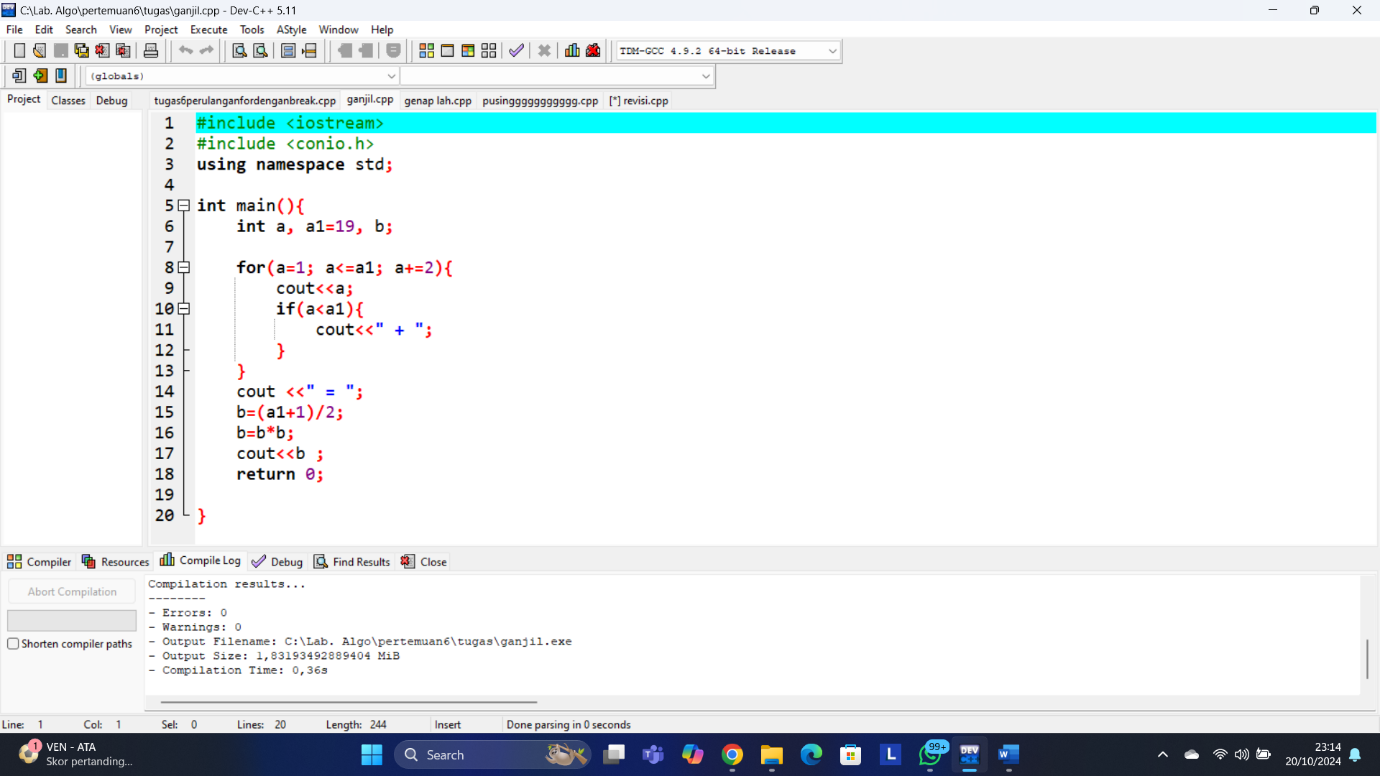 C:\Lab. Algo\pertemuan6\tugas\ganjil.cpp - Dev-C++ 5.11
File Edit Search View Project Execute Tools AStyle Window Help
TDM-GCC 4.9.2 64-bit Release
(globals)
Project Classes Debug
tugas6perulanganfordenganbreak.cpp ganjil.cpp genap lah.cpp pusinggggggggggg.cpp [*] revisi.cpp
1 #include <iostream>
2 #include <conio.h>
3 using namespace std;
4
5 int main(){
6 int a, a1=19, b;
7
8 for(a=1; a<=a1; a+=2){
9 cout<<a;
10 if(a<a1){
11 cout<<" + ";
12 }
13 }
14 cout <<" = ";
15 b=(a1+1)/2;
16 b=b*b;
17 cout<<b ;
18 return 0;
19
20 }
Compiler Resources Compile Log Debug Find Results Close
Abort Compilation
Shorten compiler paths
Compilation results...
--------
- Errors: 0
- Warnings: 0
- Output Filename: C:\Lab. Algo\pertemuan6\tugas\ganjil.exe
- Output Size: 1,83193492889404 MiB
- Compilation Time: 0,36s
Line: 1 Col: 1 Sel: 0 Lines: 20 Length: 244 Insert Done parsing in 0 seconds
1 VEN - ATA
Skor pertanding...
Search
L
99+
DEV
W
23:14
20/10/2024